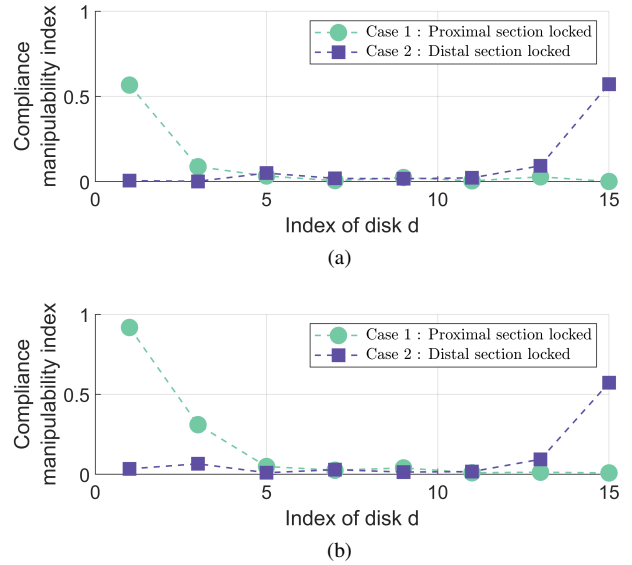 1
Case 1 : Proximal section locked
Case 2 : Distal section locked
Compliance
manipulability index
0.5
0
5
10
15
Index of disk d
(a)
1
Case 1 : Proximal section locked
Case 2 : Distal section locked
Compliance
manipulability index
0.5
0
0
5
10
15
Index of disk d
(b)